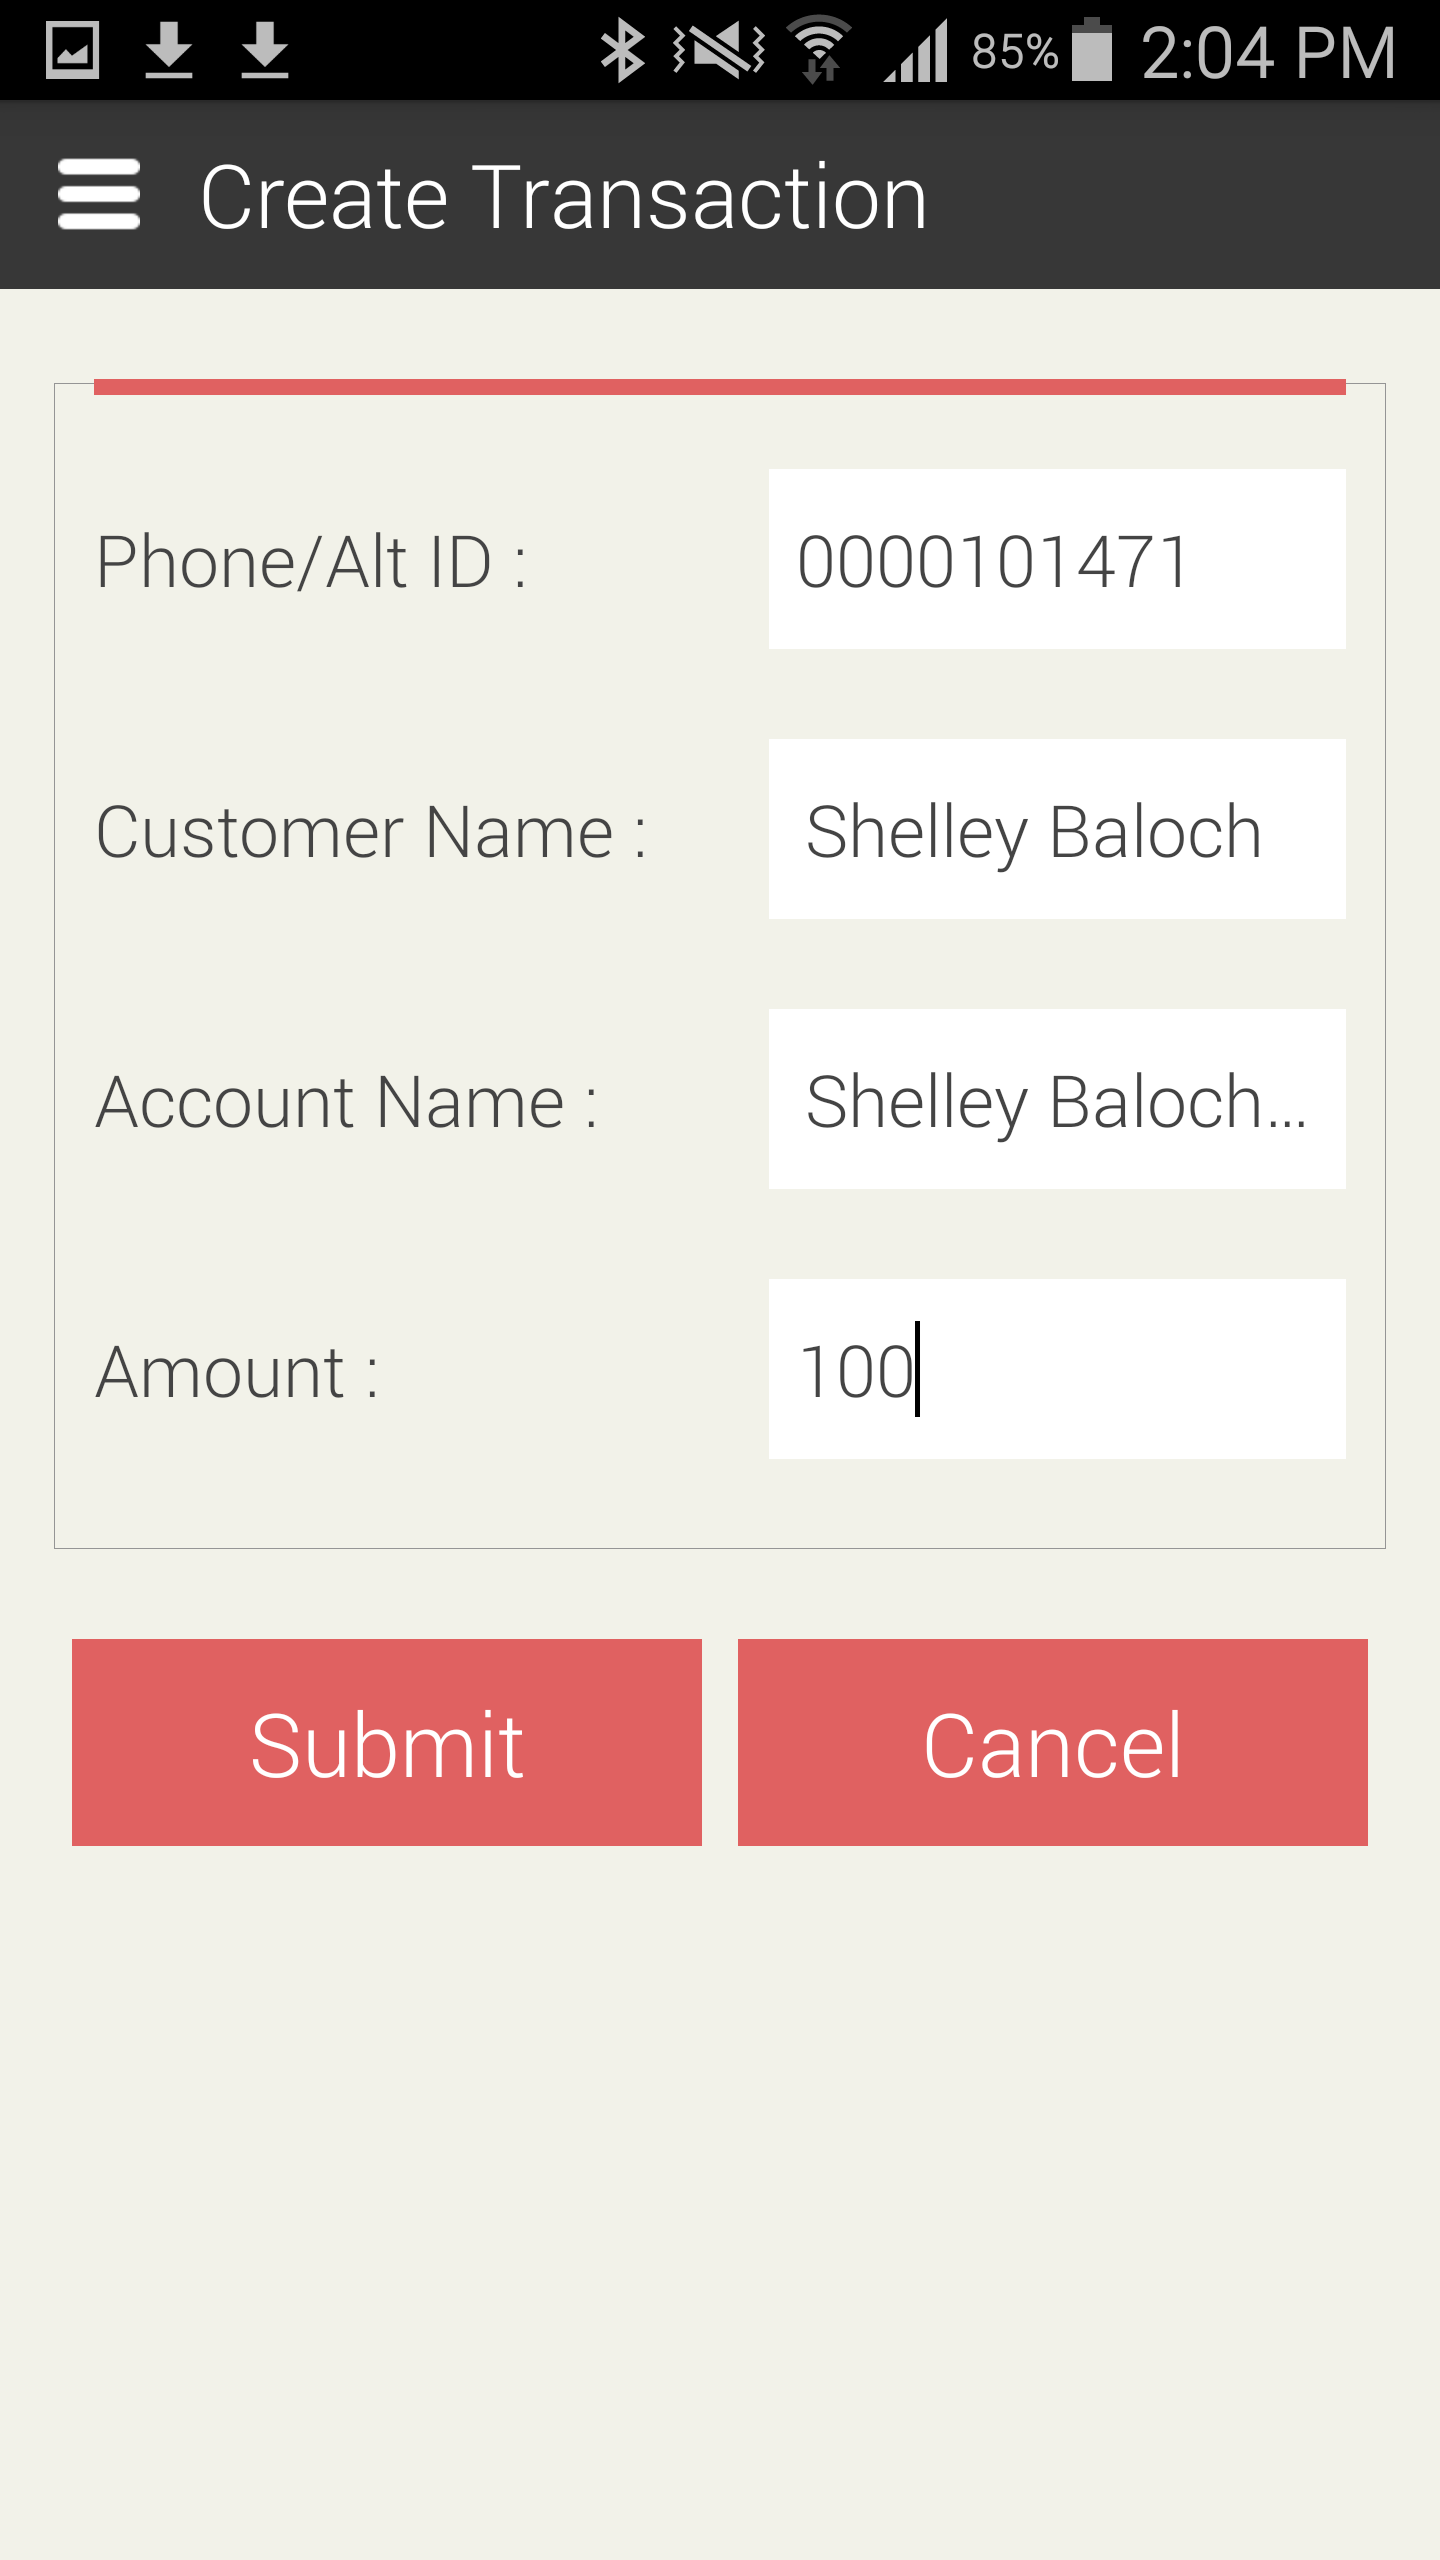 85% 2:04 PM
Create Transaction
Phone/Alt ID : 0000101471
Customer Name : Shelley Baloch
Account Name : Shelley Baloch...
Amount : 100
Submit Cancel